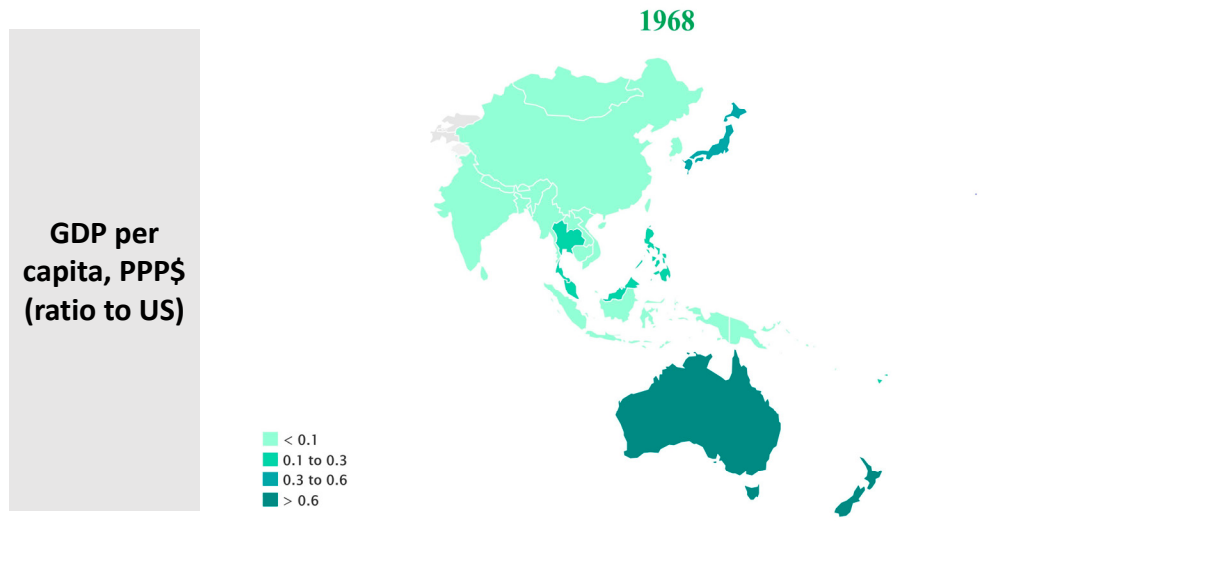 1968
GDP per
capita, PPP$
(ratio to US)
< 0.1
0.1 to 0.3
0.3 to 0.6
> 0.6